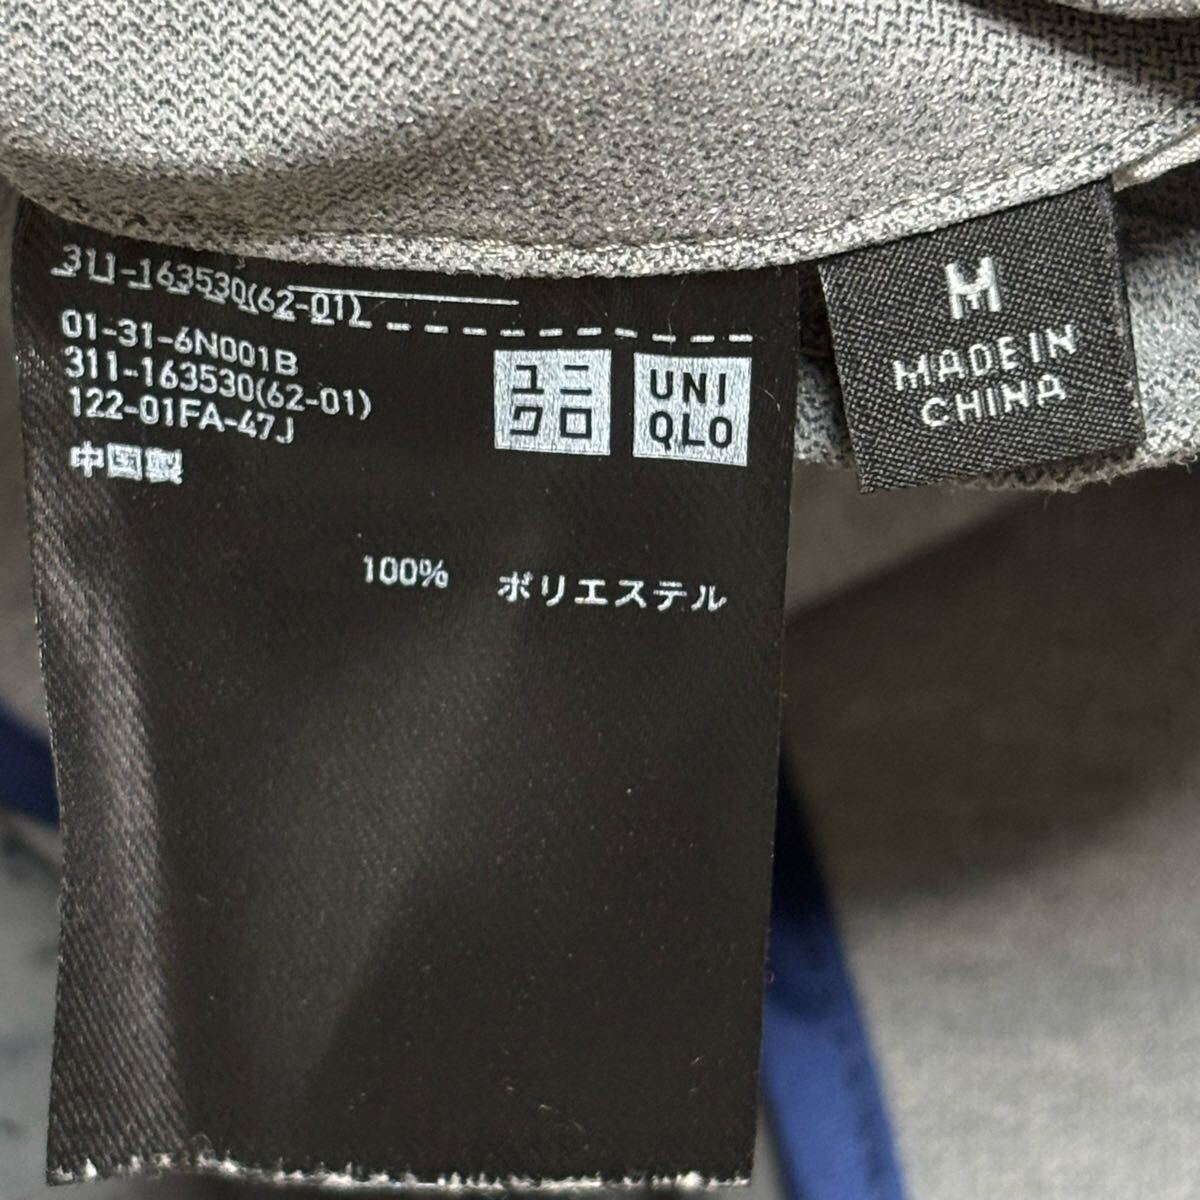 311-163530(62-01)
01-31-6N001B
311-163530(62-01)
122-01FA-47J
中国製
ユニ
クロ
UNI
QLO
100% ポリエステル
M
MADE IN
CHINA